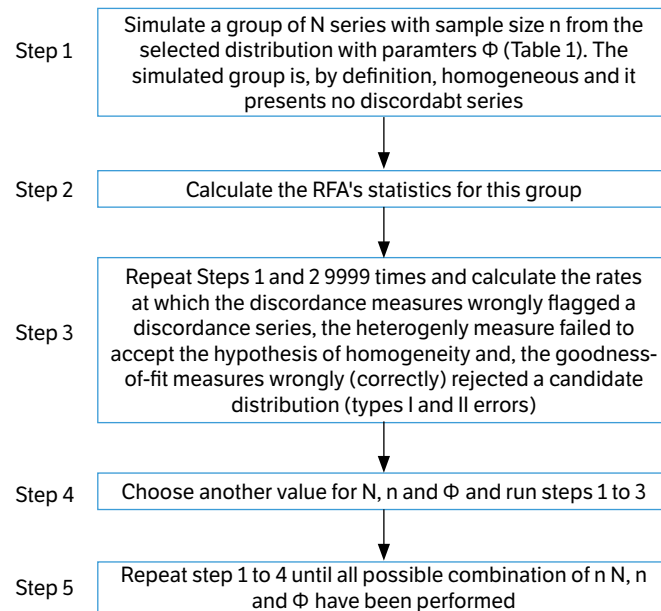 Step 1
Simulate a group of N series with sample size n from the
selected distribution with paramters Φ (Table 1). The
simulated group is, by definition, homogeneous and it
presents no discordabt series
Step 2
Calculate the RFA's statistics for this group
Step 3
Repeat Steps 1 and 2 9999 times and calculate the rates
at which the discordance measures wrongly flagged a
discordance series, the heterogenly measure failed to
accept the hypothesis of homogeneity and, the goodness-
of-fit measures wrongly (correctly) rejected a candidate
distribution (types I and II errors)
Step 4
Choose another value for N, n and Φ and run steps 1 to 3
Step 5
Repeat step 1 to 4 until all possible combination of n N, n
and Φ have been performed